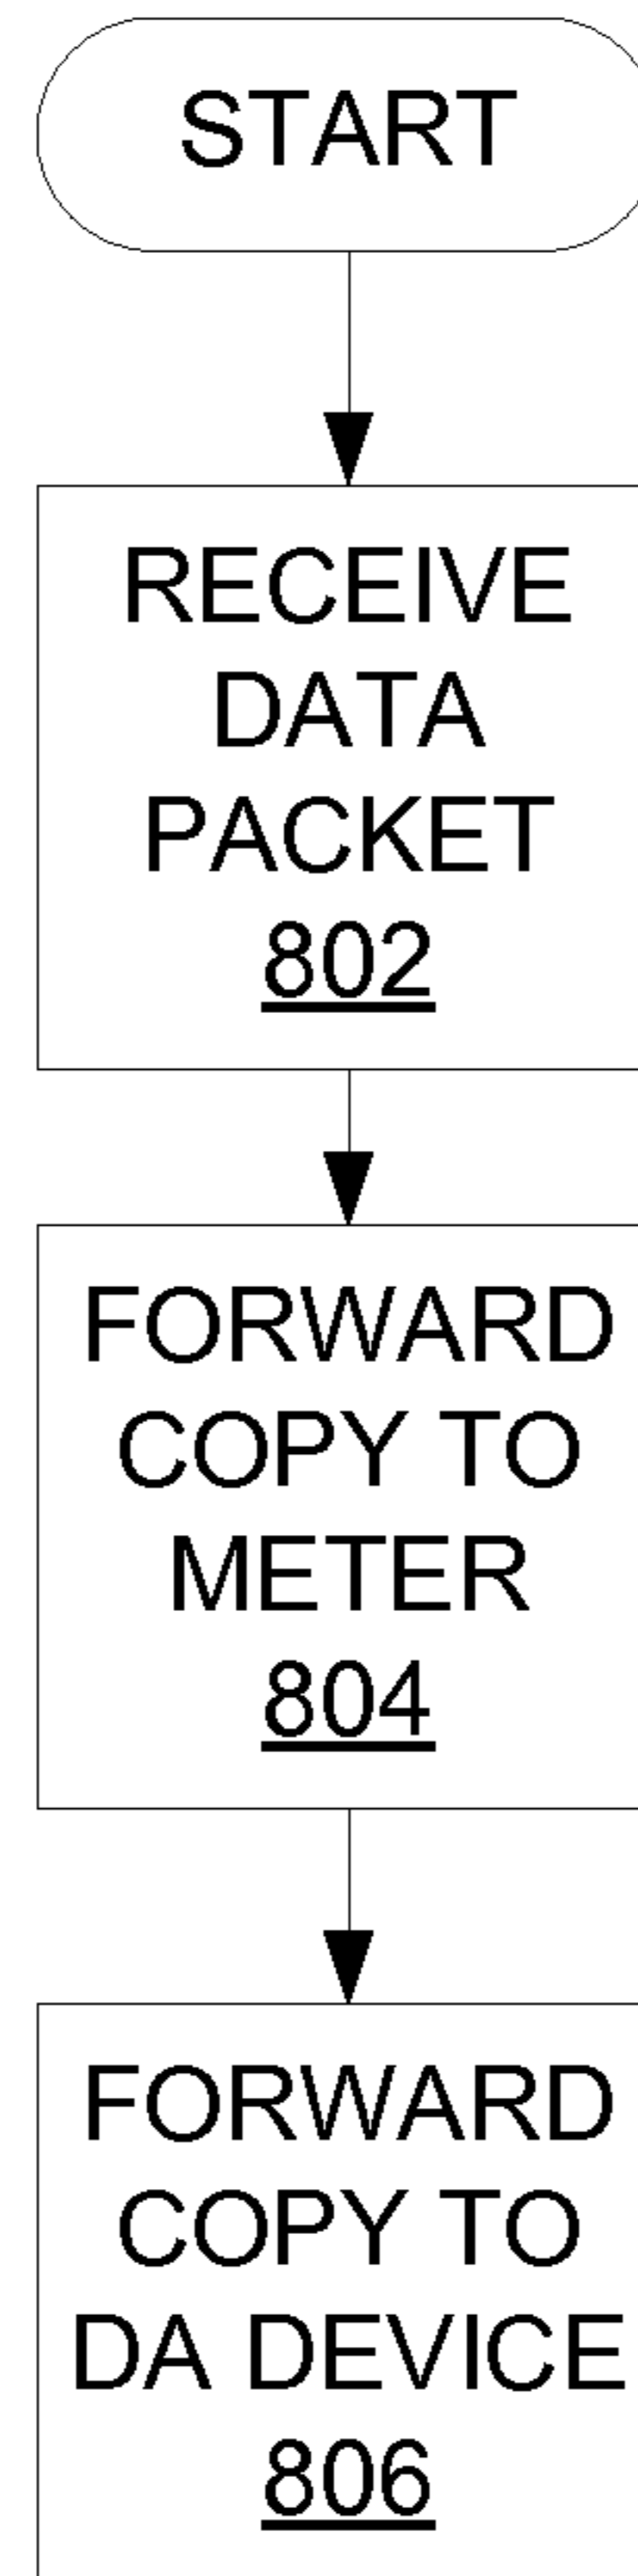 START
RECEIVE
DATA
PACKET
802
FORWARD
COPY TO
METER
804
FORWARD
COPY TO
DA DEVICE
806